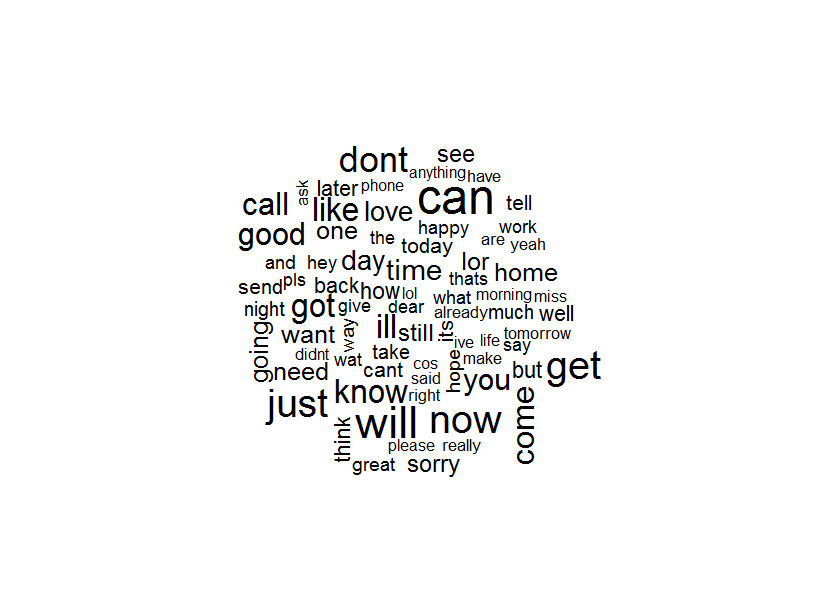 dont see
anything have
ask later phone
call like love can tell
good one the happy work
today are yeah
and hey day time lor thats home
send pls back how lol what morning miss
night got give dear already much well
going want way ill still its ive life say tomorrow
didnt wat take cos hope make
need cant said you but get
just know right
will now come
think please really
great sorry